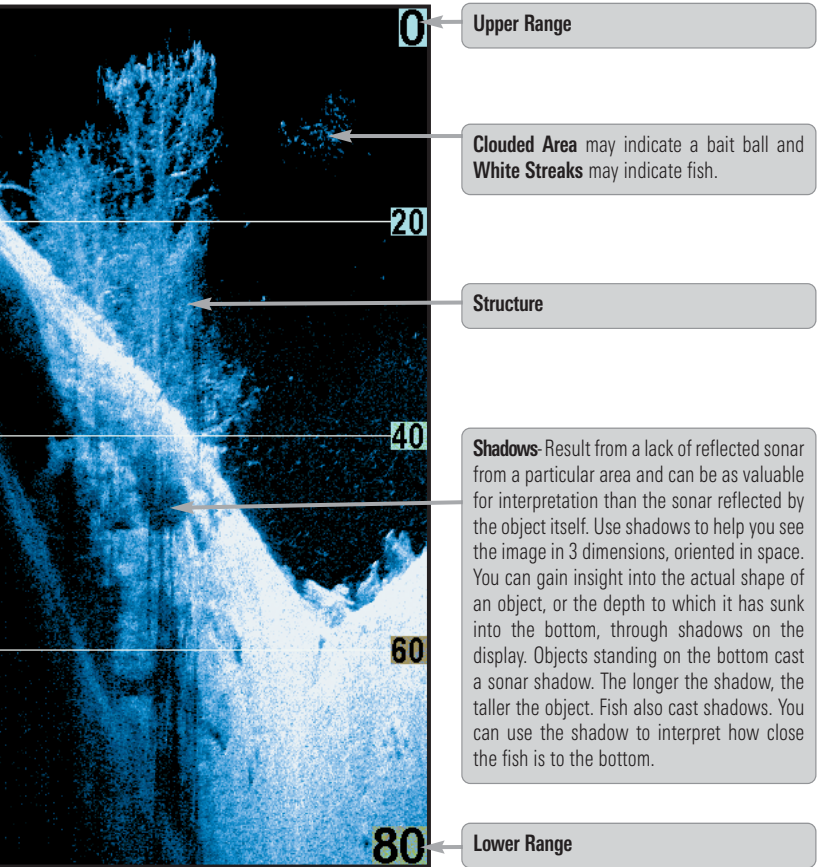 0
Upper Range
Clouded Area may indicate a bait ball and
White Streaks may indicate fish.
20
Structure
40
Shadows- Result from a lack of reflected sonar
from a particular area and can be as valuable
for interpretation than the sonar reflected by
the object itself. Use shadows to help you see
the image in 3 dimensions, oriented in space.
You can gain insight into the actual shape of
an object, or the depth to which it has sunk
into the bottom, through shadows on the
display. Objects standing on the bottom cast
a sonar shadow. The longer the shadow, the
taller the object. Fish also cast shadows. You
can use the shadow to interpret how close
the fish is to the bottom.
60
80
Lower Range